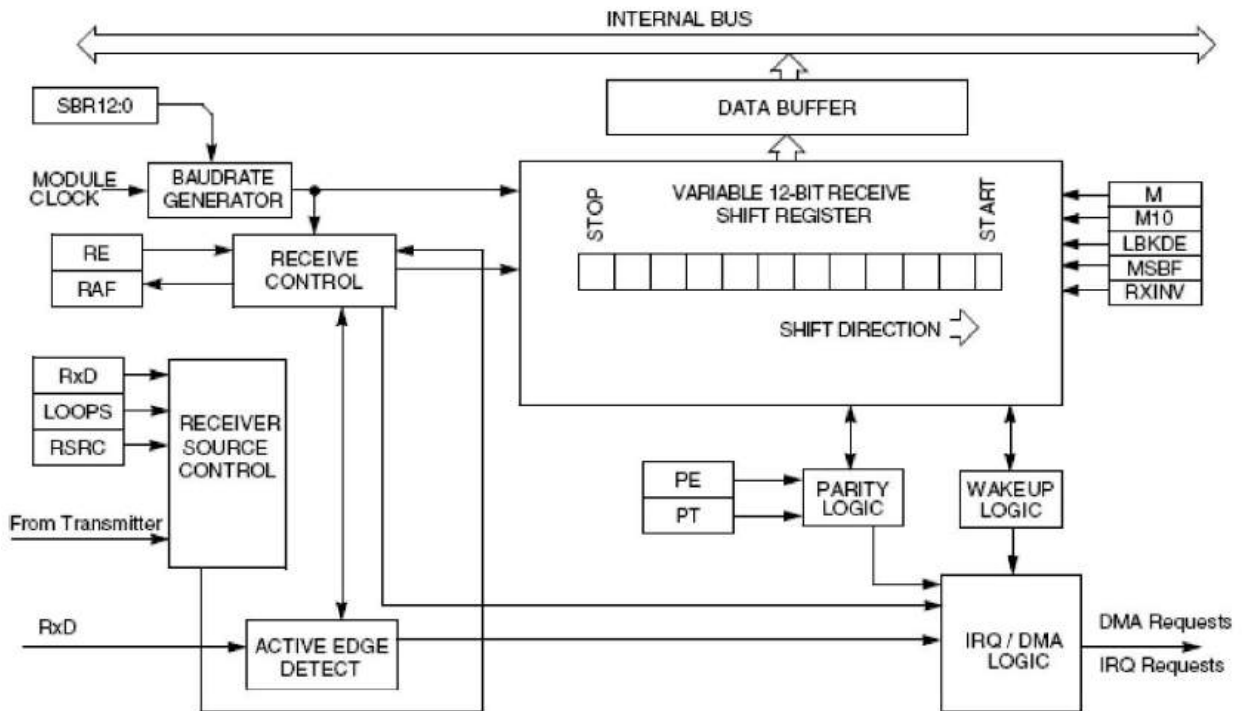 INTERNAL BUS
SBR12:0
DATA BUFFER
MODULE
CLOCK
BAUDRATE
GENERATOR
STOP
VARIABLE 12-BIT RECEIVE
SHIFT REGISTER
START
M
M10
LBKDE
MSBF
RXINV
RE
RAF
RECEIVE
CONTROL
SHIFT DIRECTION
RxD
LOOPS
RSRC
RECEIVER
SOURCE
CONTROL
From Transmitter
PE
PT
PARITY
LOGIC
WAKEUP
LOGIC
RxD
ACTIVE EDGE
DETECT
IRQ / DMA
LOGIC
DMA Requests
IRQ Requests